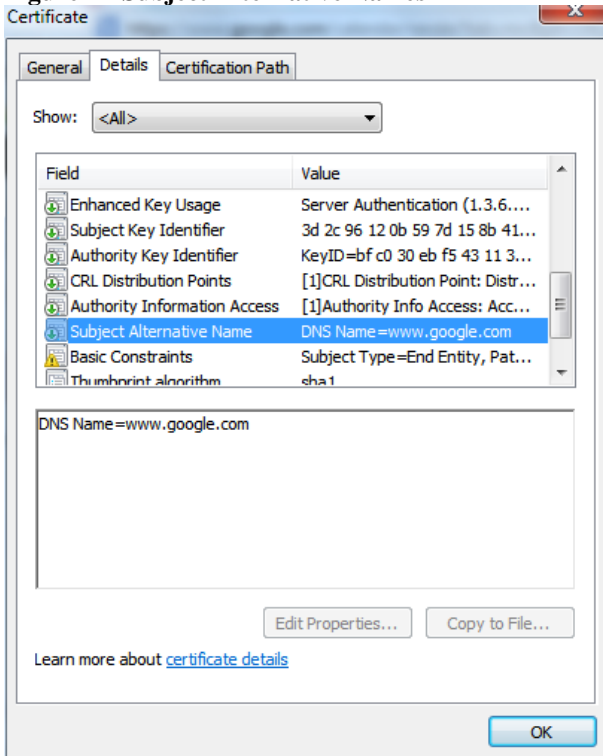 Certificate
General Details Certification Path
Show: <All>
Field Value
Enhanced Key Usage Server Authentication (1.3.6....
Subject Key Identifier 3d 2c 96 12 0b 59 7d 15 8b 41...
Authority Key Identifier KeyID=bf c0 30 eb f5 43 11 3...
CRL Distribution Points [1]CRL Distribution Point: Distr...
Authority Information Access [1]Authority Info Access: Acc...
Subject Alternative Name DNS Name=www.google.com
Basic Constraints Subject Type=End Entity, Pat...
Thumbprint algorithm sha1
DNS Name=www.google.com
Edit Properties... Copy to File...
Learn more about certificate details
OK